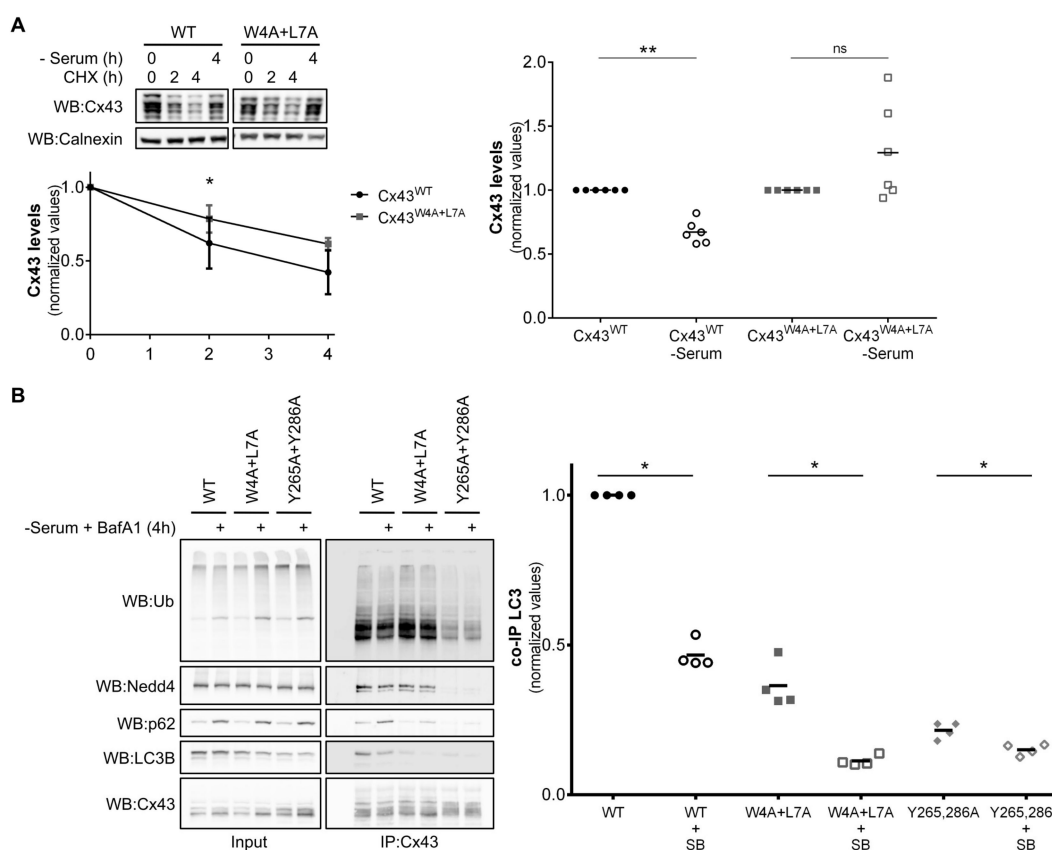 A
WT W4A+L7A
- Serum (h) 0 4 0 4
CHX (h) 0 2 4 0 2 4
WB:Cx43
WB:Calnexin
Cx43 levels
(normalized values)
1.0
0.5
0.0
*
0 1 2 3 4
Cx43WT
Cx43W4A+L7A
Cx43 levels
(normalized values)
2.0
1.5
1.0
0.5
0.0
** ns
Cx43WT Cx43WT Cx43W4A+L7A Cx43W4A+L7A
-Serum -Serum
B
WT W4A+L7A Y265A+Y286A WT W4A+L7A Y265A+Y286A
-Serum + BafA1 (4h) + + + + + +
WB:Ub
WB:Nedd4
WB:p62
WB:LC3B
WB:Cx43
Input IP:Cx43
co-IP LC3
(normalized values)
1.0
0.5
0.0
* * *
WT WT W4A+L7A W4A+L7A Y265,286A Y265,286
+ + +
SB SB SB